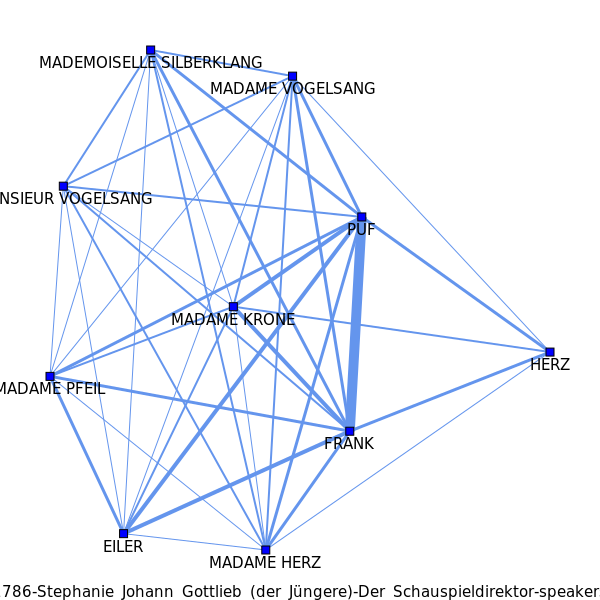 MADEMOISELLE SILBERKLANG
MADAME VOGELSANG
NSIEUR VOGELSANG
PUF
MADAME KRONE
HERZ
MADAME PFEIL
FRANK
EILER
MADAME HERZ
786-Stephanie Johann Gottlieb (der Jüngere)-Der Schauspieldirektor-speaker